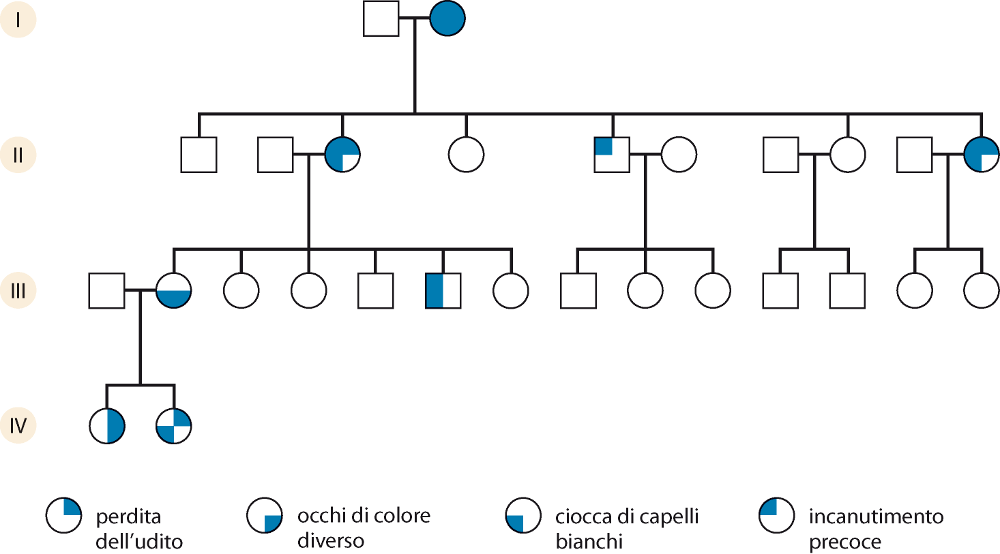 I
II
III
IV
perdita
dell'udito
occhi di colore
diverso
ciocca di capelli
bianchi
incanutimento
precoce